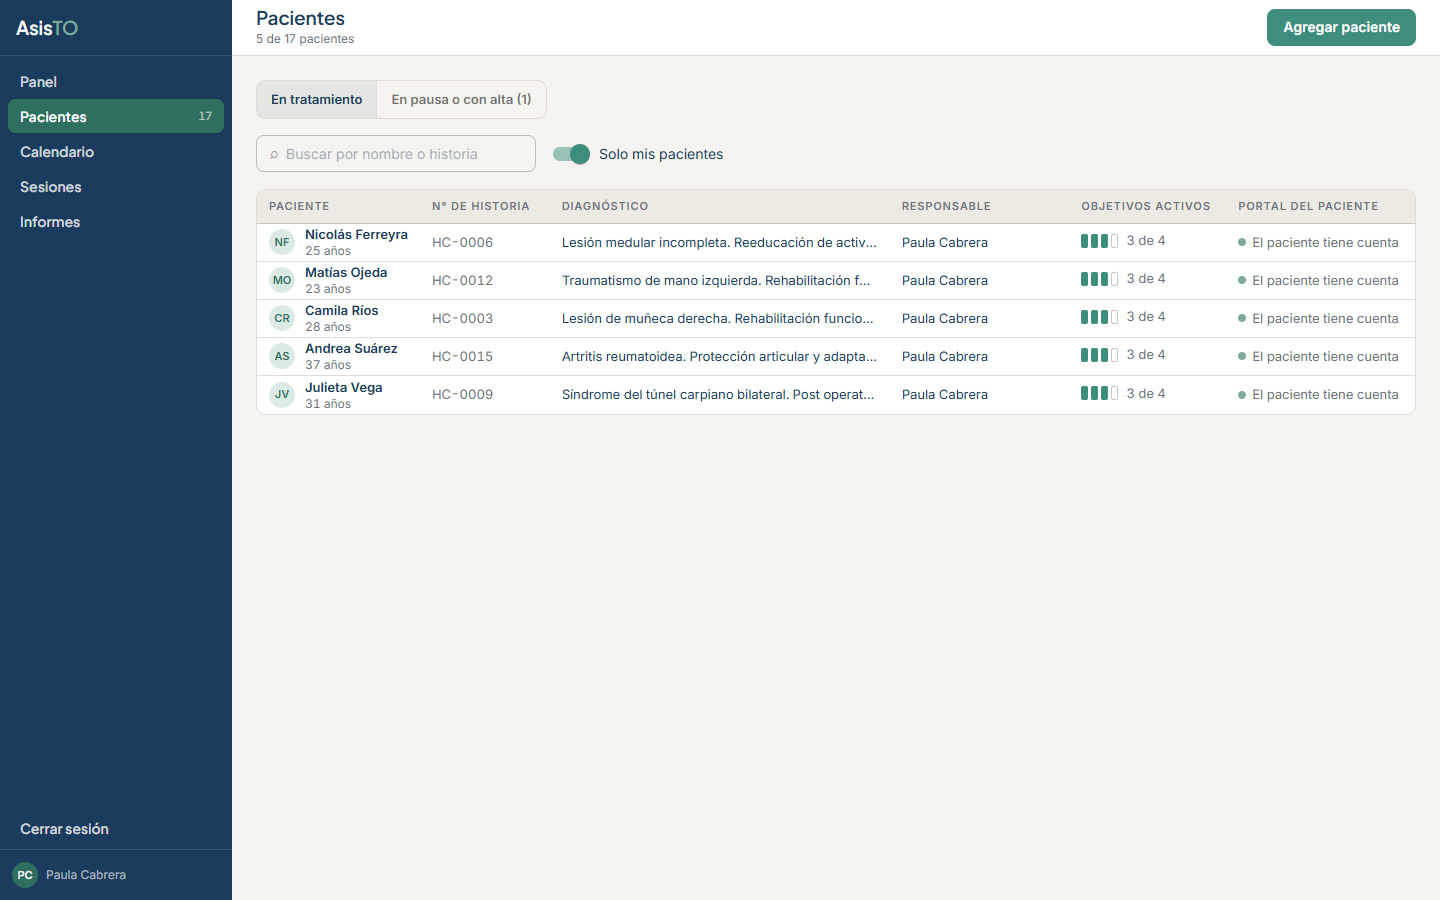 AsisTO
Panel
Pacientes 17
Calendario
Sesiones
Informes
Cerrar sesión
PC Paula Cabrera
Pacientes
5 de 17 pacientes
Agregar paciente
En tratamiento En pausa o con alta (1)
Buscar por nombre o historia Solo mis pacientes
PACIENTE N° DE HISTORIA DIAGNÓSTICO RESPONSABLE OBJETIVOS ACTIVOS PORTAL DEL PACIENTE
NF Nicolás Ferreyra 25 años HC-0006 Lesión medular incompleta. Reeducación de activ... Paula Cabrera 3 de 4 El paciente tiene cuenta
MO Matías Ojeda 23 años HC-0012 Traumatismo de mano izquierda. Rehabilitación f... Paula Cabrera 3 de 4 El paciente tiene cuenta
CR Camila Ríos 28 años HC-0003 Lesión de muñeca derecha. Rehabilitación funcio... Paula Cabrera 3 de 4 El paciente tiene cuenta
AS Andrea Suárez 37 años HC-0015 Artritis reumatoidea. Protección articular y adapta... Paula Cabrera 3 de 4 El paciente tiene cuenta
JV Julieta Vega 31 años HC-0009 Síndrome del túnel carpiano bilateral. Post operat... Paula Cabrera 3 de 4 El paciente tiene cuenta